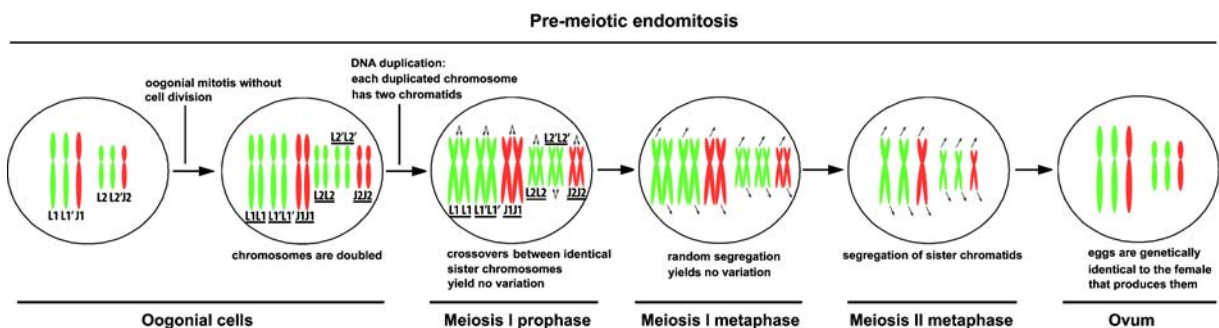 Pre-meiotic endomitosis
oogonial mitotis without
cell division
DNA duplication:
each duplicated chromosome
has two chromatids
L1 L1' J1
L2 L2' J2
L1L1 L1'L1' J1J1
L2L2
L2'L2'
J2J2
L1 L1 L1'L1' J1J1
L2L2
L2'L2'
J2J2
chromosomes are doubled
crossovers between identical
sister chromosomes
yield no variation
random segregation
yields no variation
segregation of sister chromatids
eggs are genetically
identical to the female
that produces them
Oogonial cells
Meiosis I prophase
Meiosis I metaphase
Meiosis II metaphase
Ovum